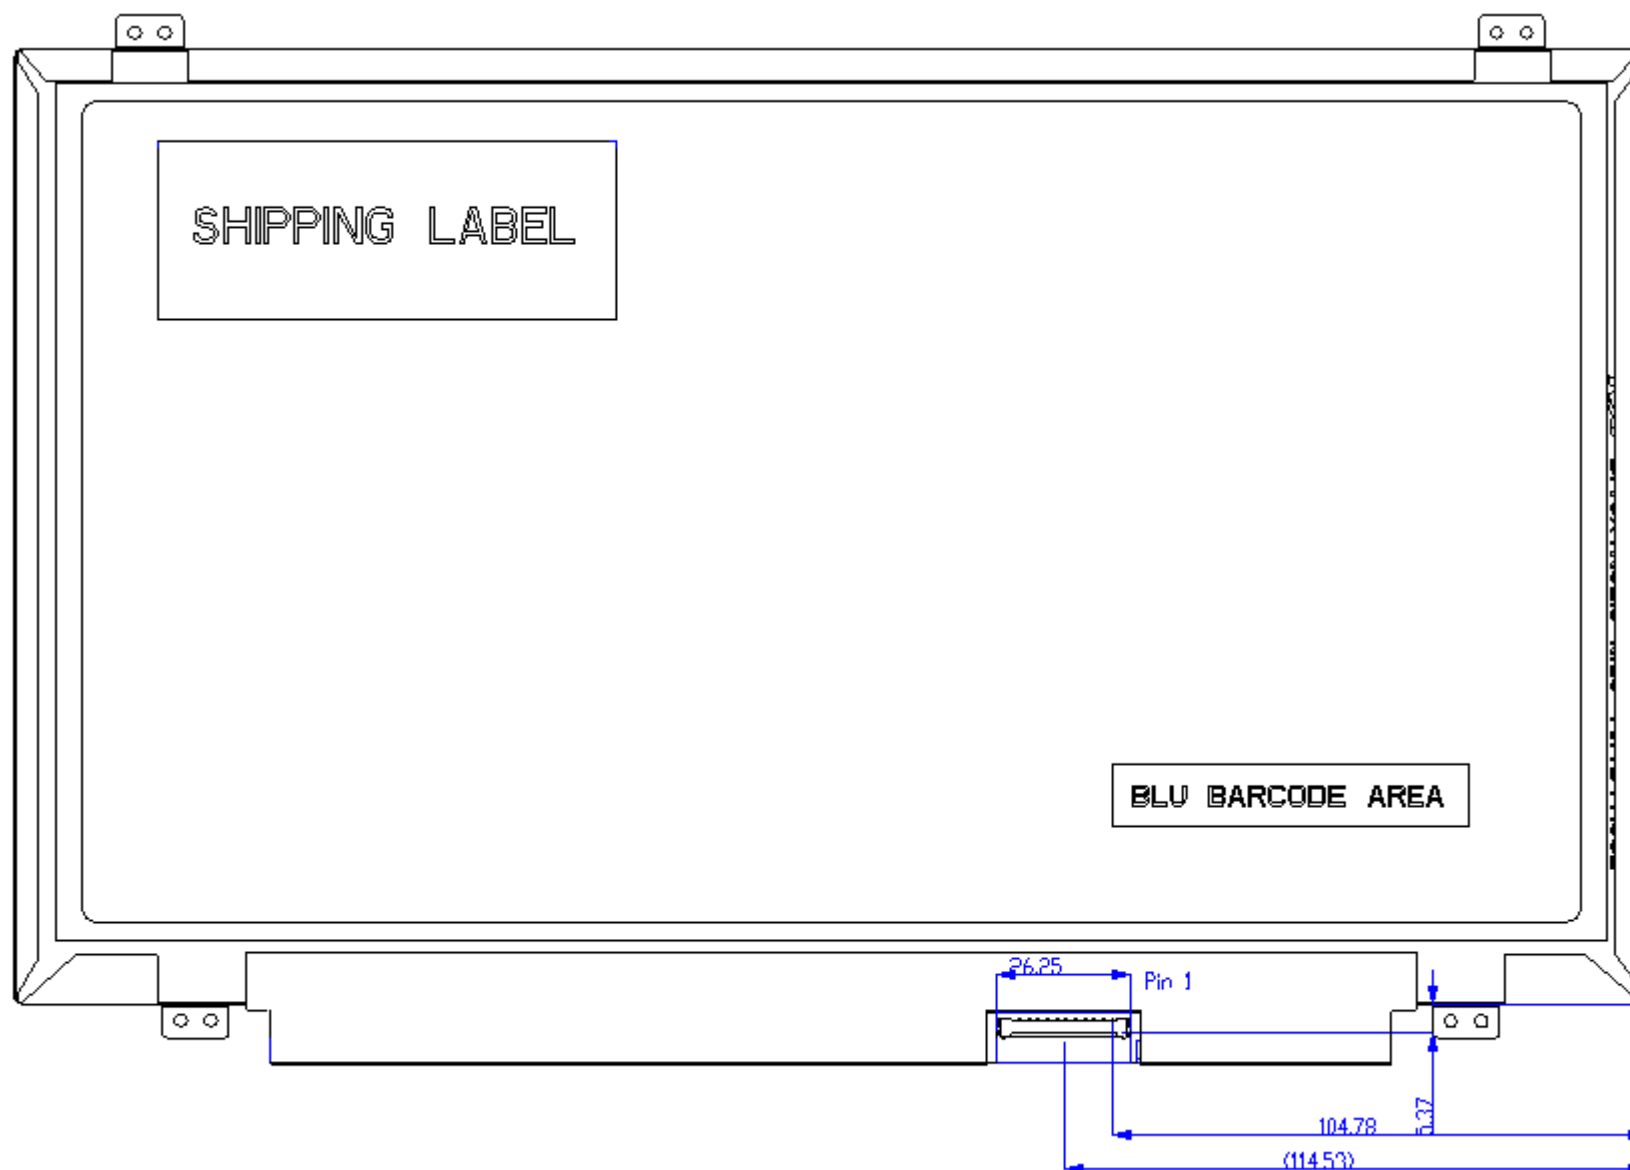 SHIPPING LABEL
BLU BARCODE AREA
26.25
Pin 1
104.78
(114.53)